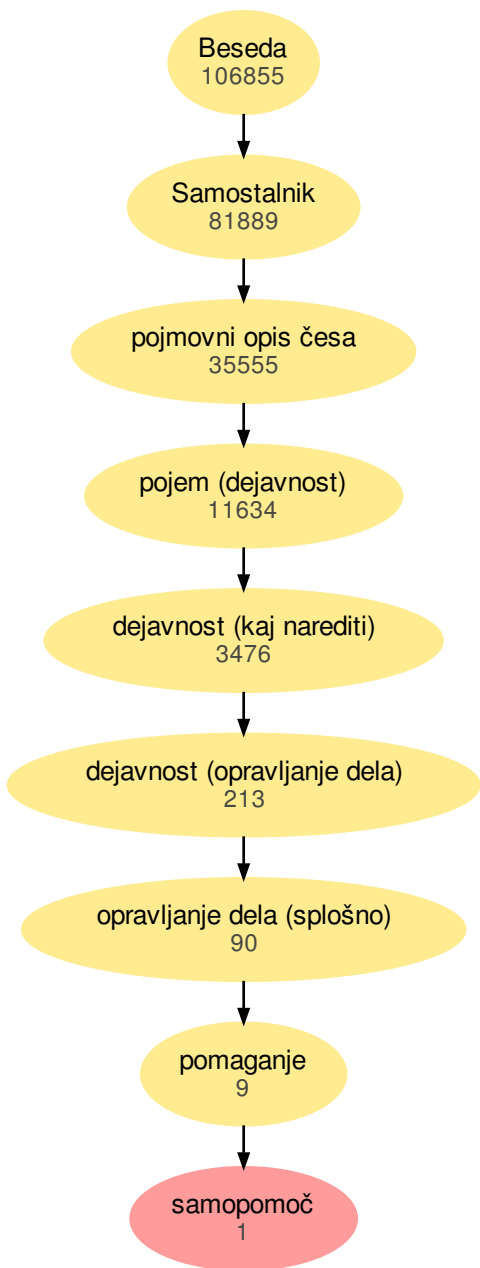 Beseda
106855
Samostalnik
81889
pojmovni opis česa
35555
pojem (dejavnost)
11634
dejavnost (kaj narediti)
3476
dejavnost (opravljanje dela)
213
opravljanje dela (splošno)
90
pomaganje
9
samopomoč
1